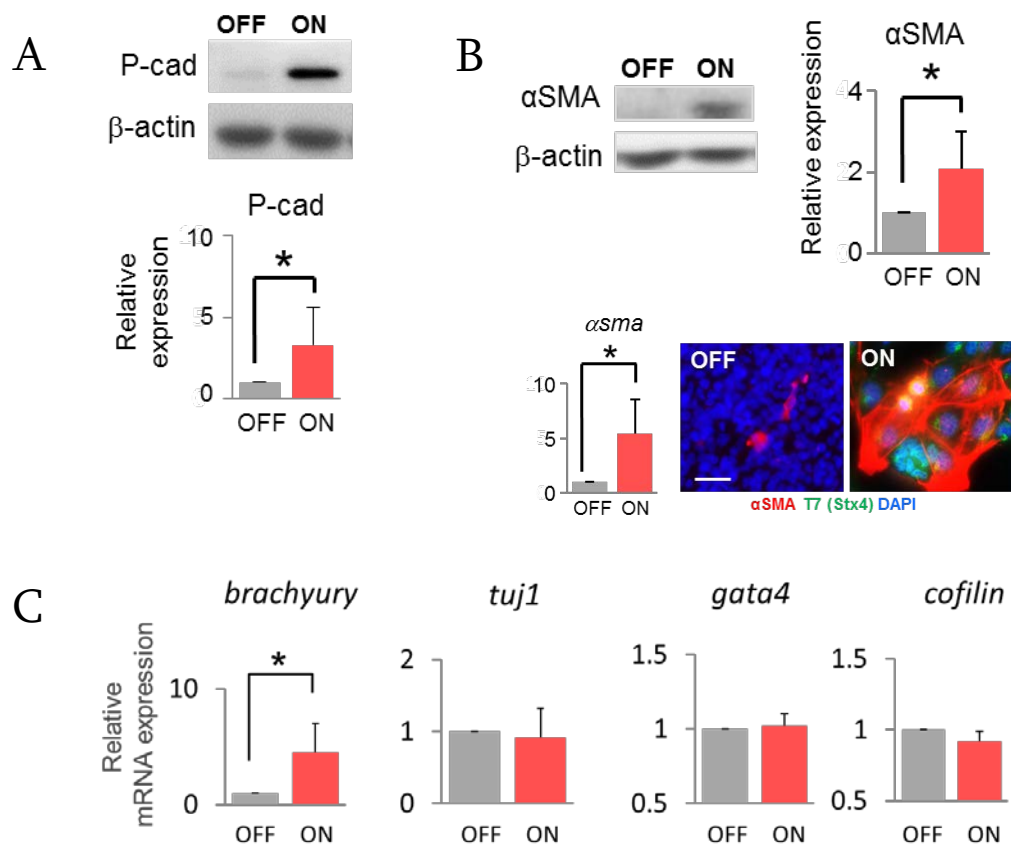 A
OFF ON
P-cad
β-actin
P-cad
Relative
expression
10
5
0
*
OFF ON
B
OFF ON
αSMA
β-actin
αSMA
Relative expression
4
2
0
*
OFF ON
αsma
10
5
0
*
OFF ON
OFF
ON
αSMA T7 (Stx4) DAPI
C
Relative
mRNA expression
brachyury
10
0
*
OFF ON
tuj1
2
1
0
OFF ON
gata4
1.5
1
0.5
OFF ON
cofilin
1.5
1
0.5
OFF ON